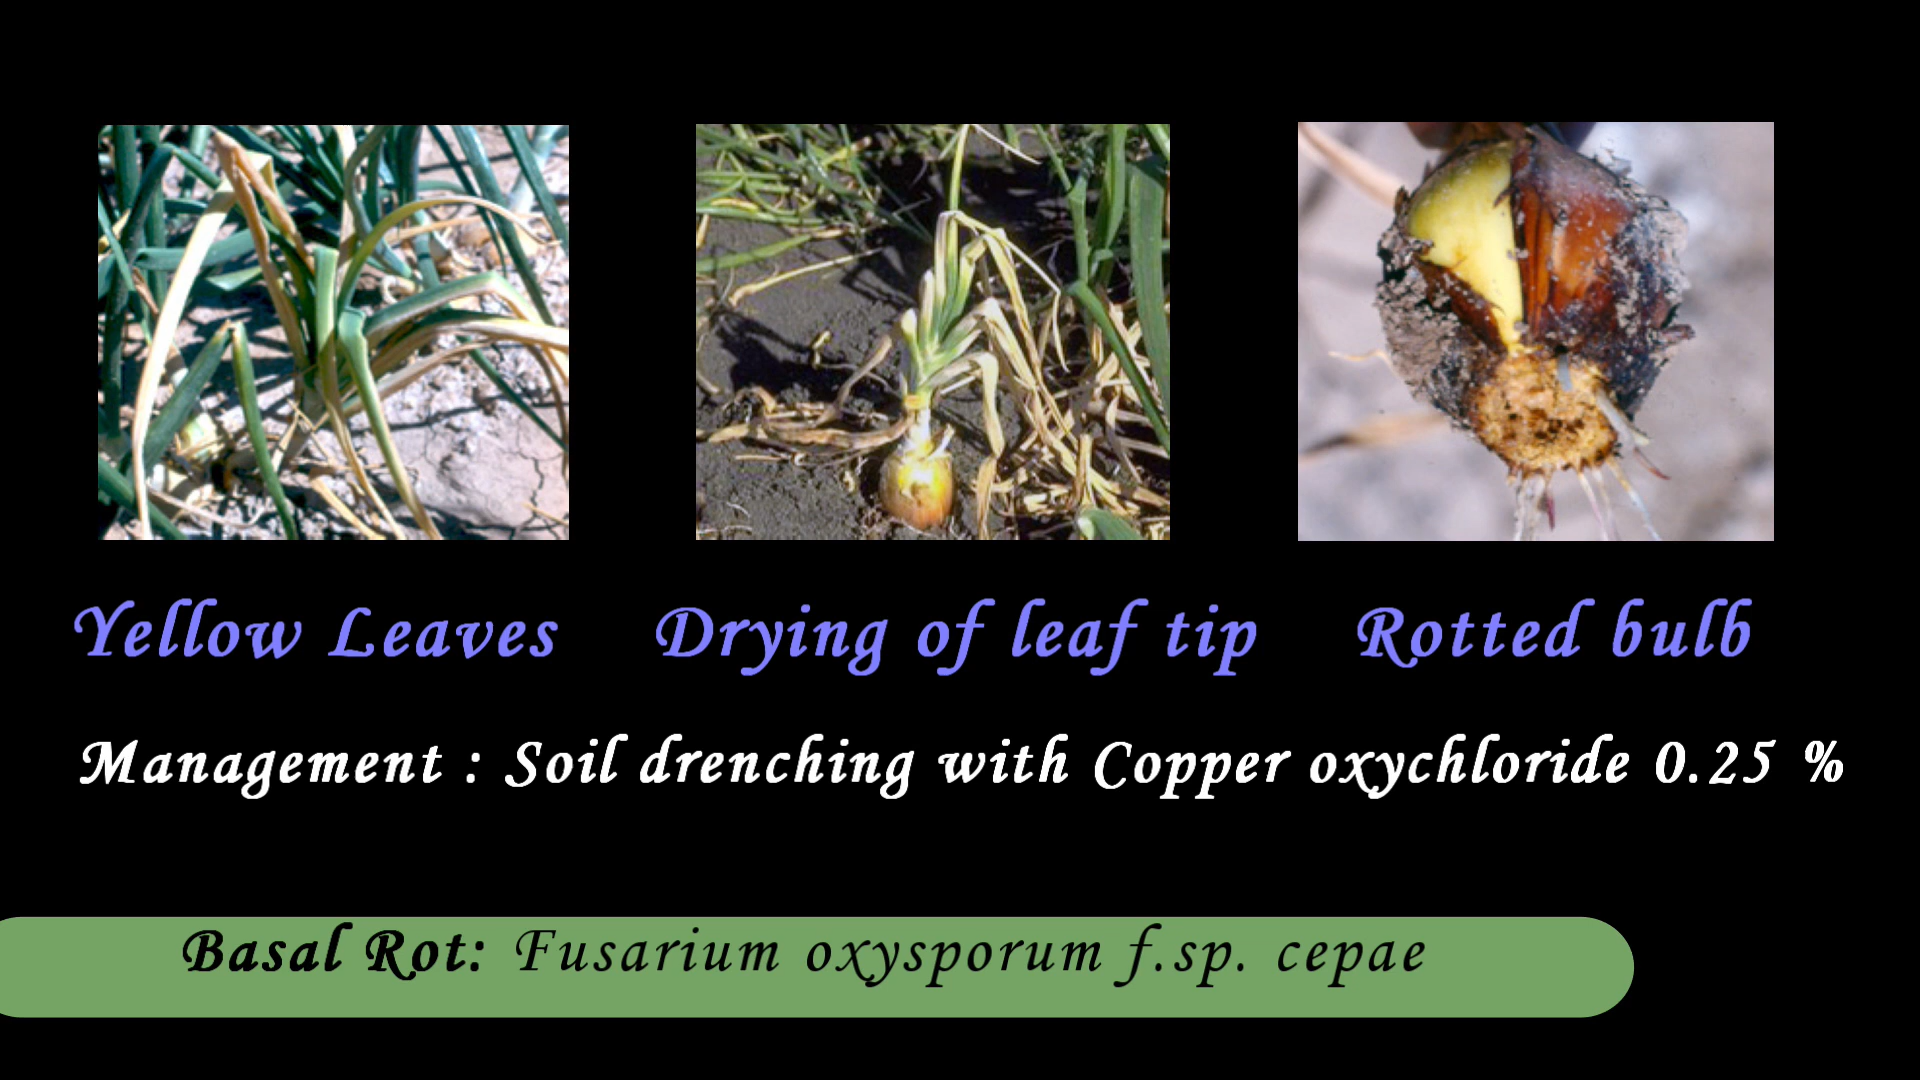 Yellow Leaves
Drying of leaf tip
Rotted bulb
Management : Soil drenching with Copper oxychloride 0.25 %
Basal Rot: Fusarium oxysporum f.sp. cepae